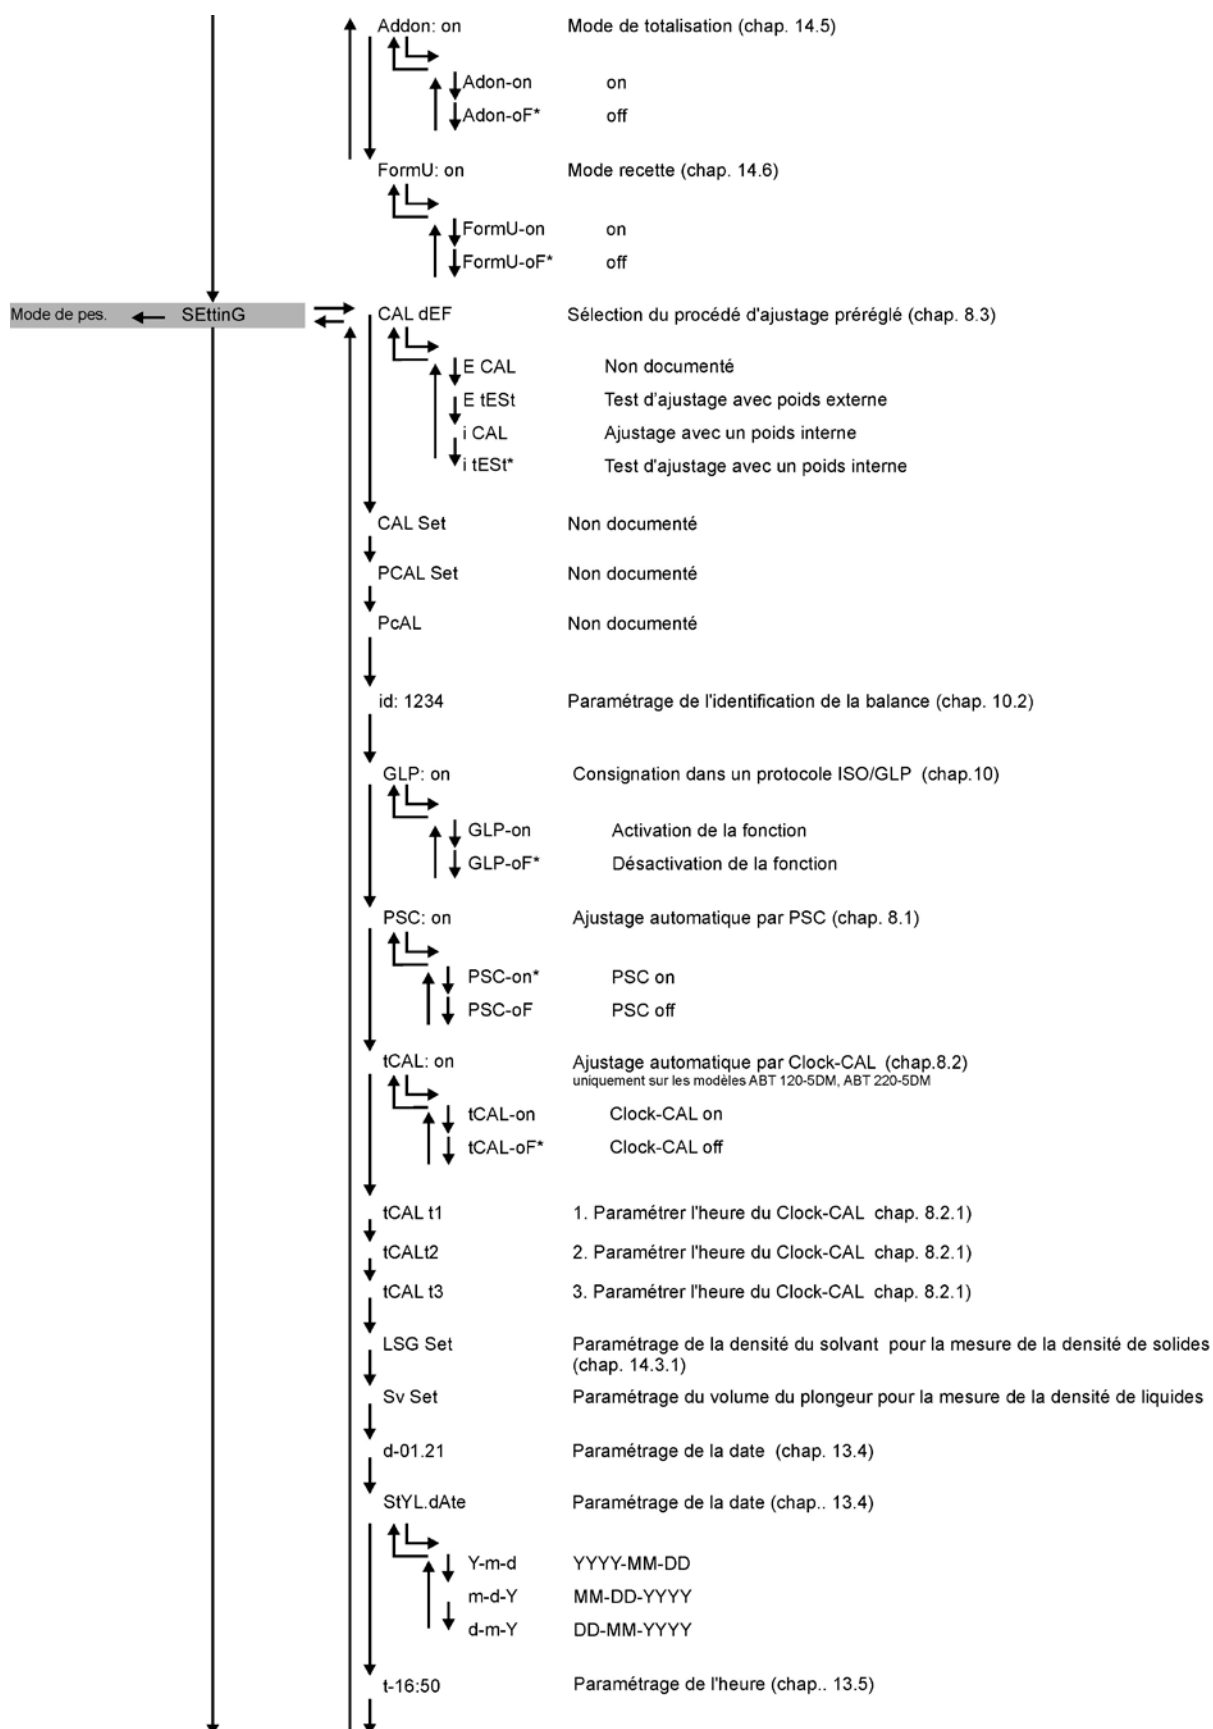 Addon: on Mode de totalisation (chap. 14.5)
Adon-on on
Adon-oF* off
FormU: on Mode recette (chap. 14.6)
FormU-on on
FormU-oF* off
Mode de pes. SEttinG CAL dEF Sélection du procédé d'ajustage préréglé (chap. 8.3)
E CAL Non documenté
E tESt Test d'ajustage avec poids externe
i CAL Ajustage avec un poids interne
i tESt* Test d'ajustage avec un poids interne
CAL Set Non documenté
PCAL Set Non documenté
PcAL Non documenté
id: 1234 Paramétrage de l'identification de la balance (chap. 10.2)
GLP: on Consignation dans un protocole ISO/GLP (chap.10)
GLP-on Activation de la fonction
GLP-oF* Désactivation de la fonction
PSC: on Ajustage automatique par PSC (chap. 8.1)
PSC-on* PSC on
PSC-oF PSC off
tCAL: on Ajustage automatique par Clock-CAL (chap.8.2)
uniquement sur les modèles ABT 120-5DM, ABT 220-5DM
tCAL-on Clock-CAL on
tCAL-oF* Clock-CAL off
tCAL t1 1. Paramétrer l'heure du Clock-CAL chap. 8.2.1)
tCALt2 2. Paramétrer l'heure du Clock-CAL chap. 8.2.1)
tCAL t3 3. Paramétrer l'heure du Clock-CAL chap. 8.2.1)
LSG Set Paramétrage de la densité du solvant pour la mesure de la densité de solides
(chap. 14.3.1)
Sv Set Paramétrage du volume du plongeur pour la mesure de la densité de liquides
d-01.21 Paramétrage de la date (chap. 13.4)
StYL.dAte Paramétrage de la date (chap.. 13.4)
Y-m-d YYYY-MM-DD
m-d-Y MM-DD-YYYY
d-m-Y DD-MM-YYYY
t-16:50 Paramétrage de l'heure (chap.. 13.5)